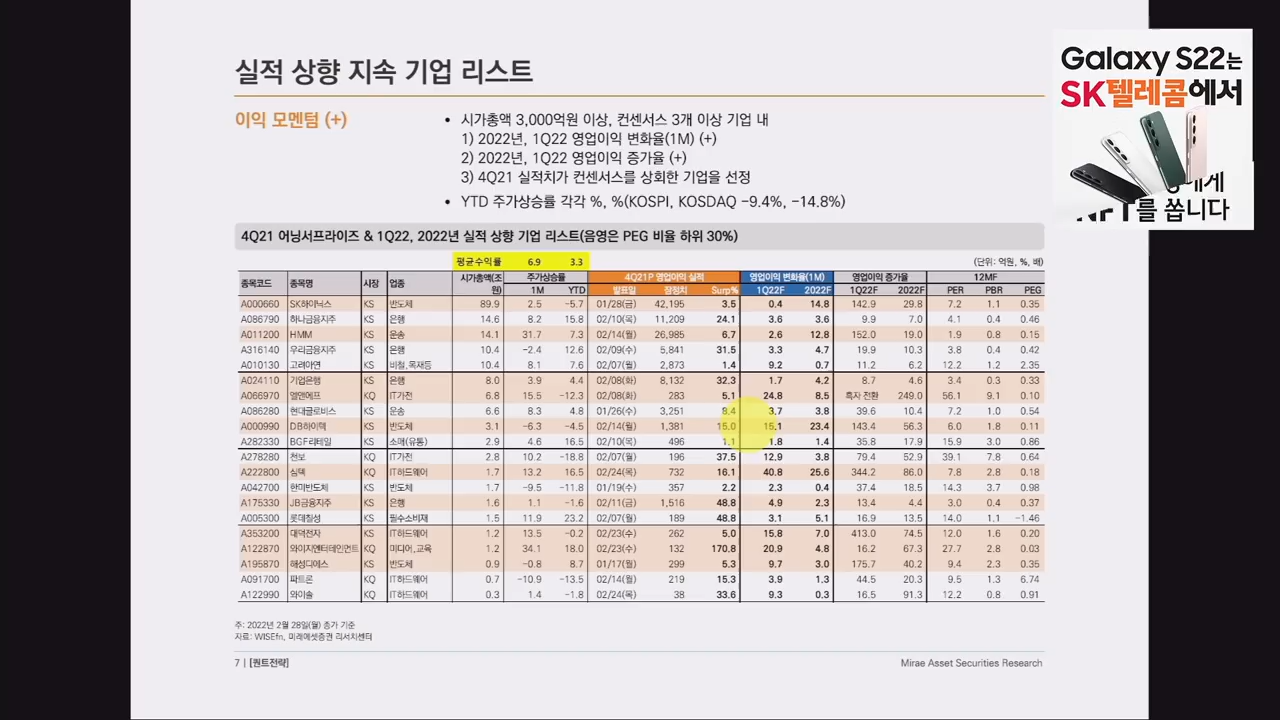 실적 상향 지속 기업 리스트
이익 모멘텀 (+)
• 시가총액 3,000억원 이상, 컨센서스 3개 이상 기업 내
1) 2022년, 1Q22 영업이익 변화율(1M) (+)
2) 2022년, 1Q22 영업이익 증가율 (+)
3) 4Q21 실적치가 컨센서스를 상회한 기업을 선정
• YTD 주가상승률 각각 %, %(KOSPI, KOSDAQ -9.4%, -14.8%)
Galaxy S22는
SK텔레콤에서
를 쏩니다
4Q21 어닝서프라이즈 & 1Q22, 2022년 실적 상향 기업 리스트(음영은 PEG 비율 하위 30%)
평균수익률 6.9 3.3 (단위: 억원, %, 배)
종목코드 종목명 시장 업종 시가총액(조원) 주가상승률 4Q21P 영업이익 실적 영업이익 변화율(1M) 영업이익 증가율 12MF
1M YTD 발표일 잠정치 Surp% 1Q22F 2022F 1Q22F 2022F PER PBR PEG
A000660 SK하이닉스 KS 반도체 89.9 2.5 -5.7 01/28(금) 42,195 3.5 0.4 14.8 142.9 29.8 7.2 1.1 0.35
A086790 하나금융지주 KS 은행 14.6 8.2 15.8 02/10(목) 11,209 24.1 3.6 3.6 9.9 7.0 4.1 0.4 0.46
A011200 HMM KS 운송 14.1 31.7 7.3 02/14(월) 26,985 6.7 2.6 12.8 152.0 19.0 1.9 0.8 0.15
A316140 우리금융지주 KS 은행 10.4 -2.4 12.6 02/09(수) 5,841 31.5 3.3 4.7 19.9 10.3 3.8 0.4 0.42
A010130 고려아연 KS 비철,목재등 10.4 8.1 7.6 02/07(월) 2,873 1.4 9.2 0.7 11.2 6.2 12.2 1.2 2.35
A024110 기업은행 KS 은행 8.0 3.9 4.4 02/08(화) 8,132 32.3 1.7 4.2 8.7 4.6 3.4 0.3 0.33
A066970 엘앤에프 KQ IT가전 6.8 15.5 -12.3 02/08(화) 283 5.1 24.8 8.5 흑자 전환 249.0 56.1 9.1 0.10
A086280 현대글로비스 KS 운송 6.6 8.3 4.8 01/26(수) 3,251 8.4 3.7 3.8 39.6 10.4 7.2 1.0 0.54
A000990 DB하이텍 KS 반도체 3.1 -6.3 -4.5 02/14(월) 1,381 15.0 15.1 23.4 143.4 56.3 6.0 1.8 0.11
A282330 BGF리테일 KS 소매(유통) 2.9 4.6 16.5 02/10(목) 496 1.1 1.8 1.4 35.8 17.9 15.9 3.0 0.86
A278280 천보 KQ IT가전 2.8 10.2 -18.8 02/07(월) 196 37.5 12.9 3.8 79.4 52.9 39.1 7.8 0.64
A222800 심텍 KQ IT하드웨어 1.7 13.2 16.5 02/24(목) 732 16.1 40.8 25.6 344.2 86.0 7.8 2.8 0.18
A042700 한미반도체 KS 반도체 1.7 -9.5 -11.8 01/19(수) 357 2.2 2.3 0.4 37.4 18.5 14.3 3.7 0.98
A175330 JB금융지주 KS 은행 1.6 1.1 -1.6 02/11(금) 1,516 48.8 4.9 2.3 13.4 4.4 3.0 0.4 0.37
A005300 롯데칠성 KS 필수소비재 1.5 11.9 23.2 02/07(월) 189 48.8 3.1 5.1 16.9 13.5 14.0 1.1 -1.46
A353200 대덕전자 KS IT하드웨어 1.2 13.5 -0.2 02/23(수) 262 5.0 15.8 7.0 413.0 74.5 12.0 1.6 0.20
A122870 와이지엔터테인먼트 KQ 미디어,교육 1.2 34.1 18.0 02/23(수) 132 170.8 20.9 4.8 16.2 67.3 27.7 2.8 0.03
A195870 해성디에스 KS 반도체 0.9 -0.8 8.7 01/17(월) 299 5.3 9.7 3.0 175.7 40.2 9.4 2.3 0.35
A091700 파트론 KQ IT하드웨어 0.7 -10.9 -13.5 02/14(월) 219 15.3 3.9 1.3 44.5 20.3 9.5 1.3 6.74
A122990 와이솔 KQ IT하드웨어 0.3 1.4 -1.8 02/24(목) 38 33.6 9.3 0.3 16.5 91.3 12.2 0.8 0.91
주: 2022년 2월 28일(월) 종가 기준
자료: WISEfn, 미래에셋증권 리서치센터
7 | [퀀트전략] Mirae Asset Securities Research